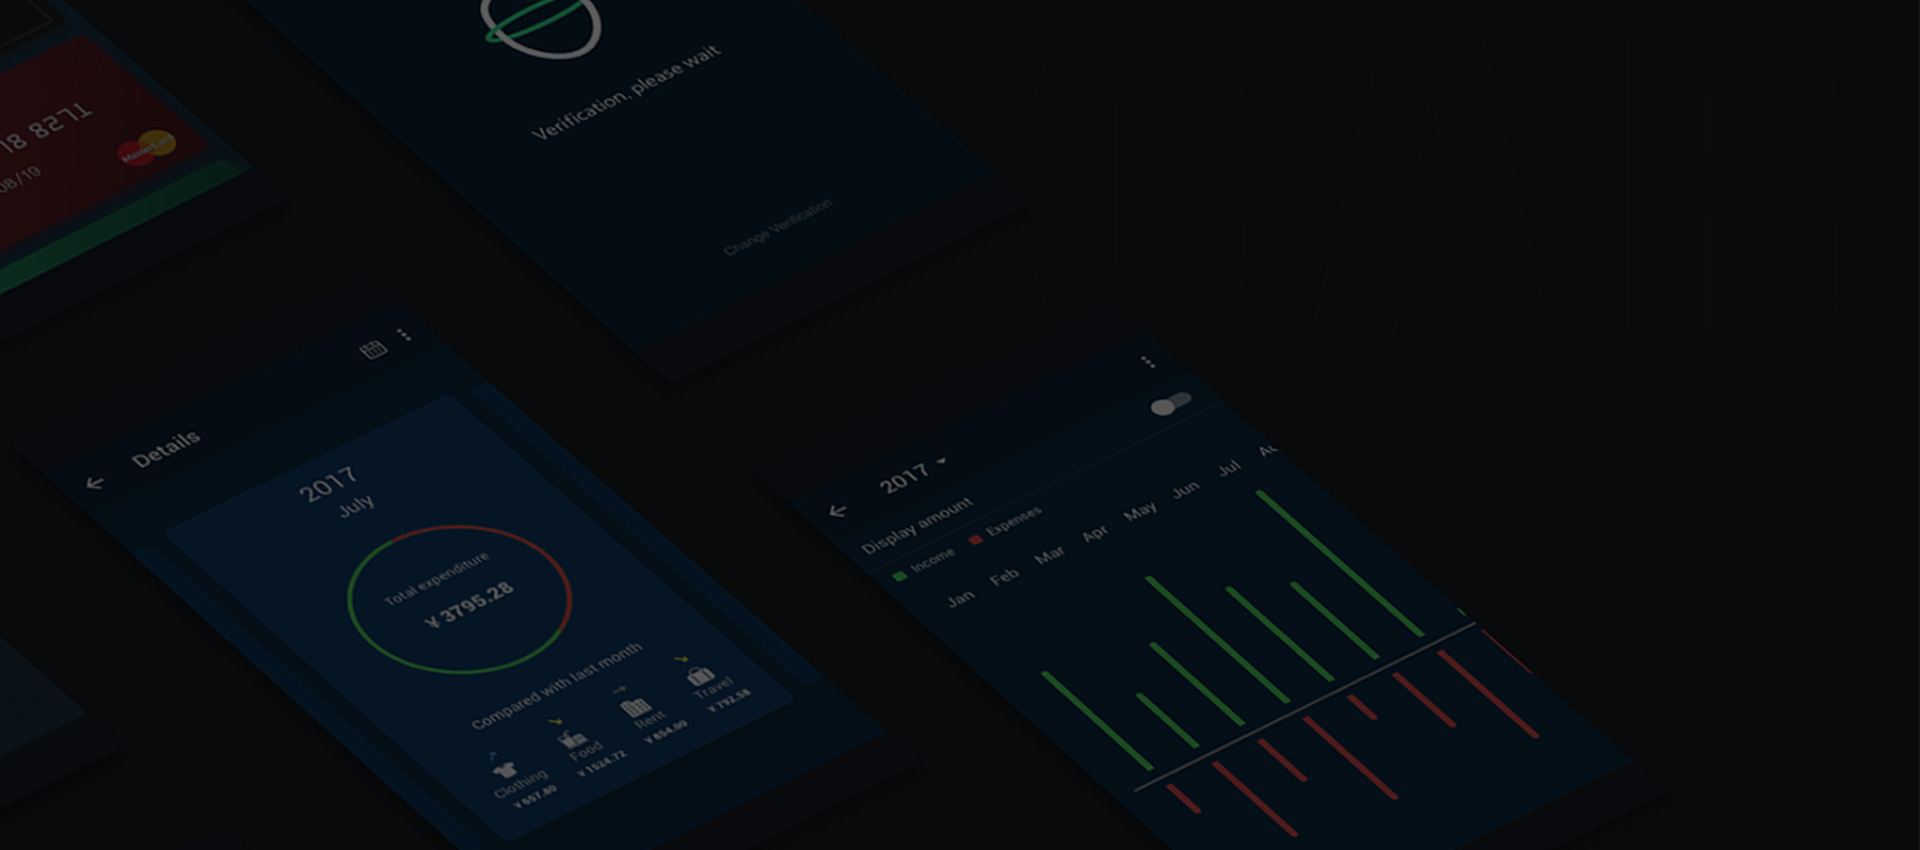 CAR
18 8271
08/19
MasterCard
Verification. please wait
Change Verification
Details
2017
July
Total expenditure
¥ 3795.28
Compared with last month
Clothing
¥ 657.80
Food
¥ 1524.72
Rent
¥ 854.00
Travel
¥ 792.58
2017
Display amount
Income
Expenses
Jan Feb Mar Apr May Jun Jul